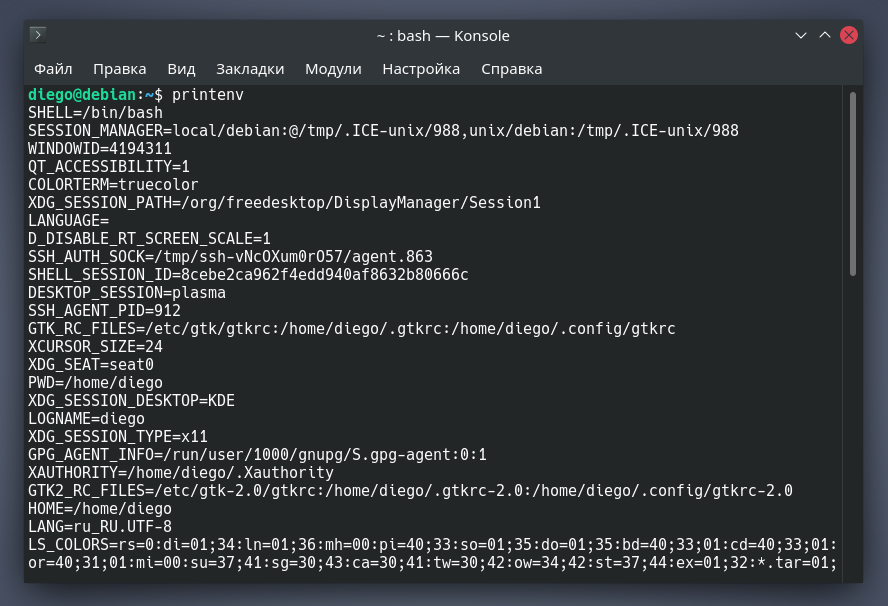 ~ : bash — Konsole
Файл Правка Вид Закладки Модули Настройка Справка
diego@debian:~$ printenv
SHELL=/bin/bash
SESSION_MANAGER=local/debian:@/tmp/.ICE-unix/988,unix/debian:/tmp/.ICE-unix/988
WINDOWID=4194311
QT_ACCESSIBILITY=1
COLORTERM=truecolor
XDG_SESSION_PATH=/org/freedesktop/DisplayManager/Session1
LANGUAGE=
D_DISABLE_RT_SCREEN_SCALE=1
SSH_AUTH_SOCK=/tmp/ssh-vNcOXum0rO57/agent.863
SHELL_SESSION_ID=8cebe2ca962f4edd940af8632b80666c
DESKTOP_SESSION=plasma
SSH_AGENT_PID=912
GTK_RC_FILES=/etc/gtk/gtkrc:/home/diego/.gtkrc:/home/diego/.config/gtkrc
XCURSOR_SIZE=24
XDG_SEAT=seat0
PWD=/home/diego
XDG_SESSION_DESKTOP=KDE
LOGNAME=diego
XDG_SESSION_TYPE=x11
GPG_AGENT_INFO=/run/user/1000/gnupg/S.gpg-agent:0:1
XAUTHORITY=/home/diego/.Xauthority
GTK2_RC_FILES=/etc/gtk-2.0/gtkrc:/home/diego/.gtkrc-2.0:/home/diego/.config/gtkrc-2.0
HOME=/home/diego
LANG=ru_RU.UTF-8
LS_COLORS=rs=0:di=01;34:ln=01;36:mh=00:pi=40;33:so=01;35:do=01;35:bd=40;33;01:cd=40;33;01:
or=40;31;01:mi=00:su=37;41:sg=30;43:ca=30;41:tw=30;42:ow=34;42:st=37;44:ex=01;32:*.tar=01;